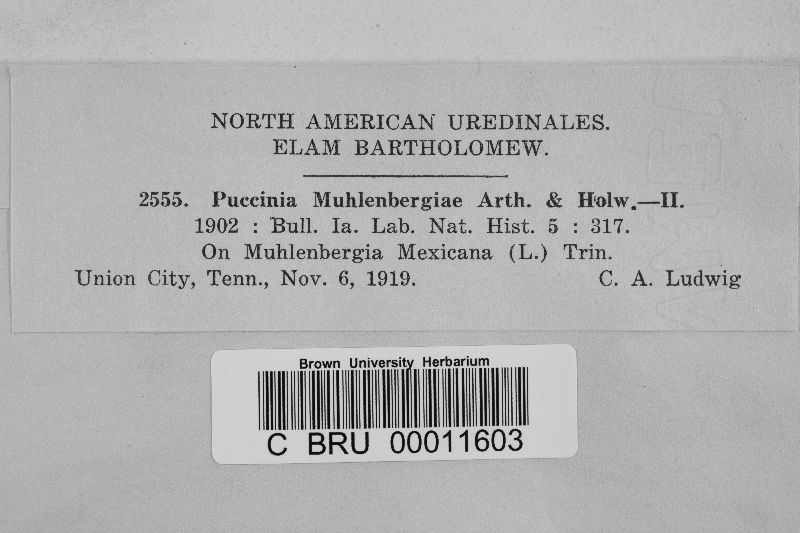 NORTH AMERICAN UREDINALES.
ELAM BARTHOLOMEW.
2555. Puccinia Muhlenbergiae Arth. & Holw.—II.
1902 : Bull. Ia. Lab. Nat. Hist. 5 : 317.
On Muhlenbergia Mexicana (L.) Trin.
Union City, Tenn., Nov. 6, 1919. C. A. Ludwig
Brown University Herbarium
C BRU 00011603